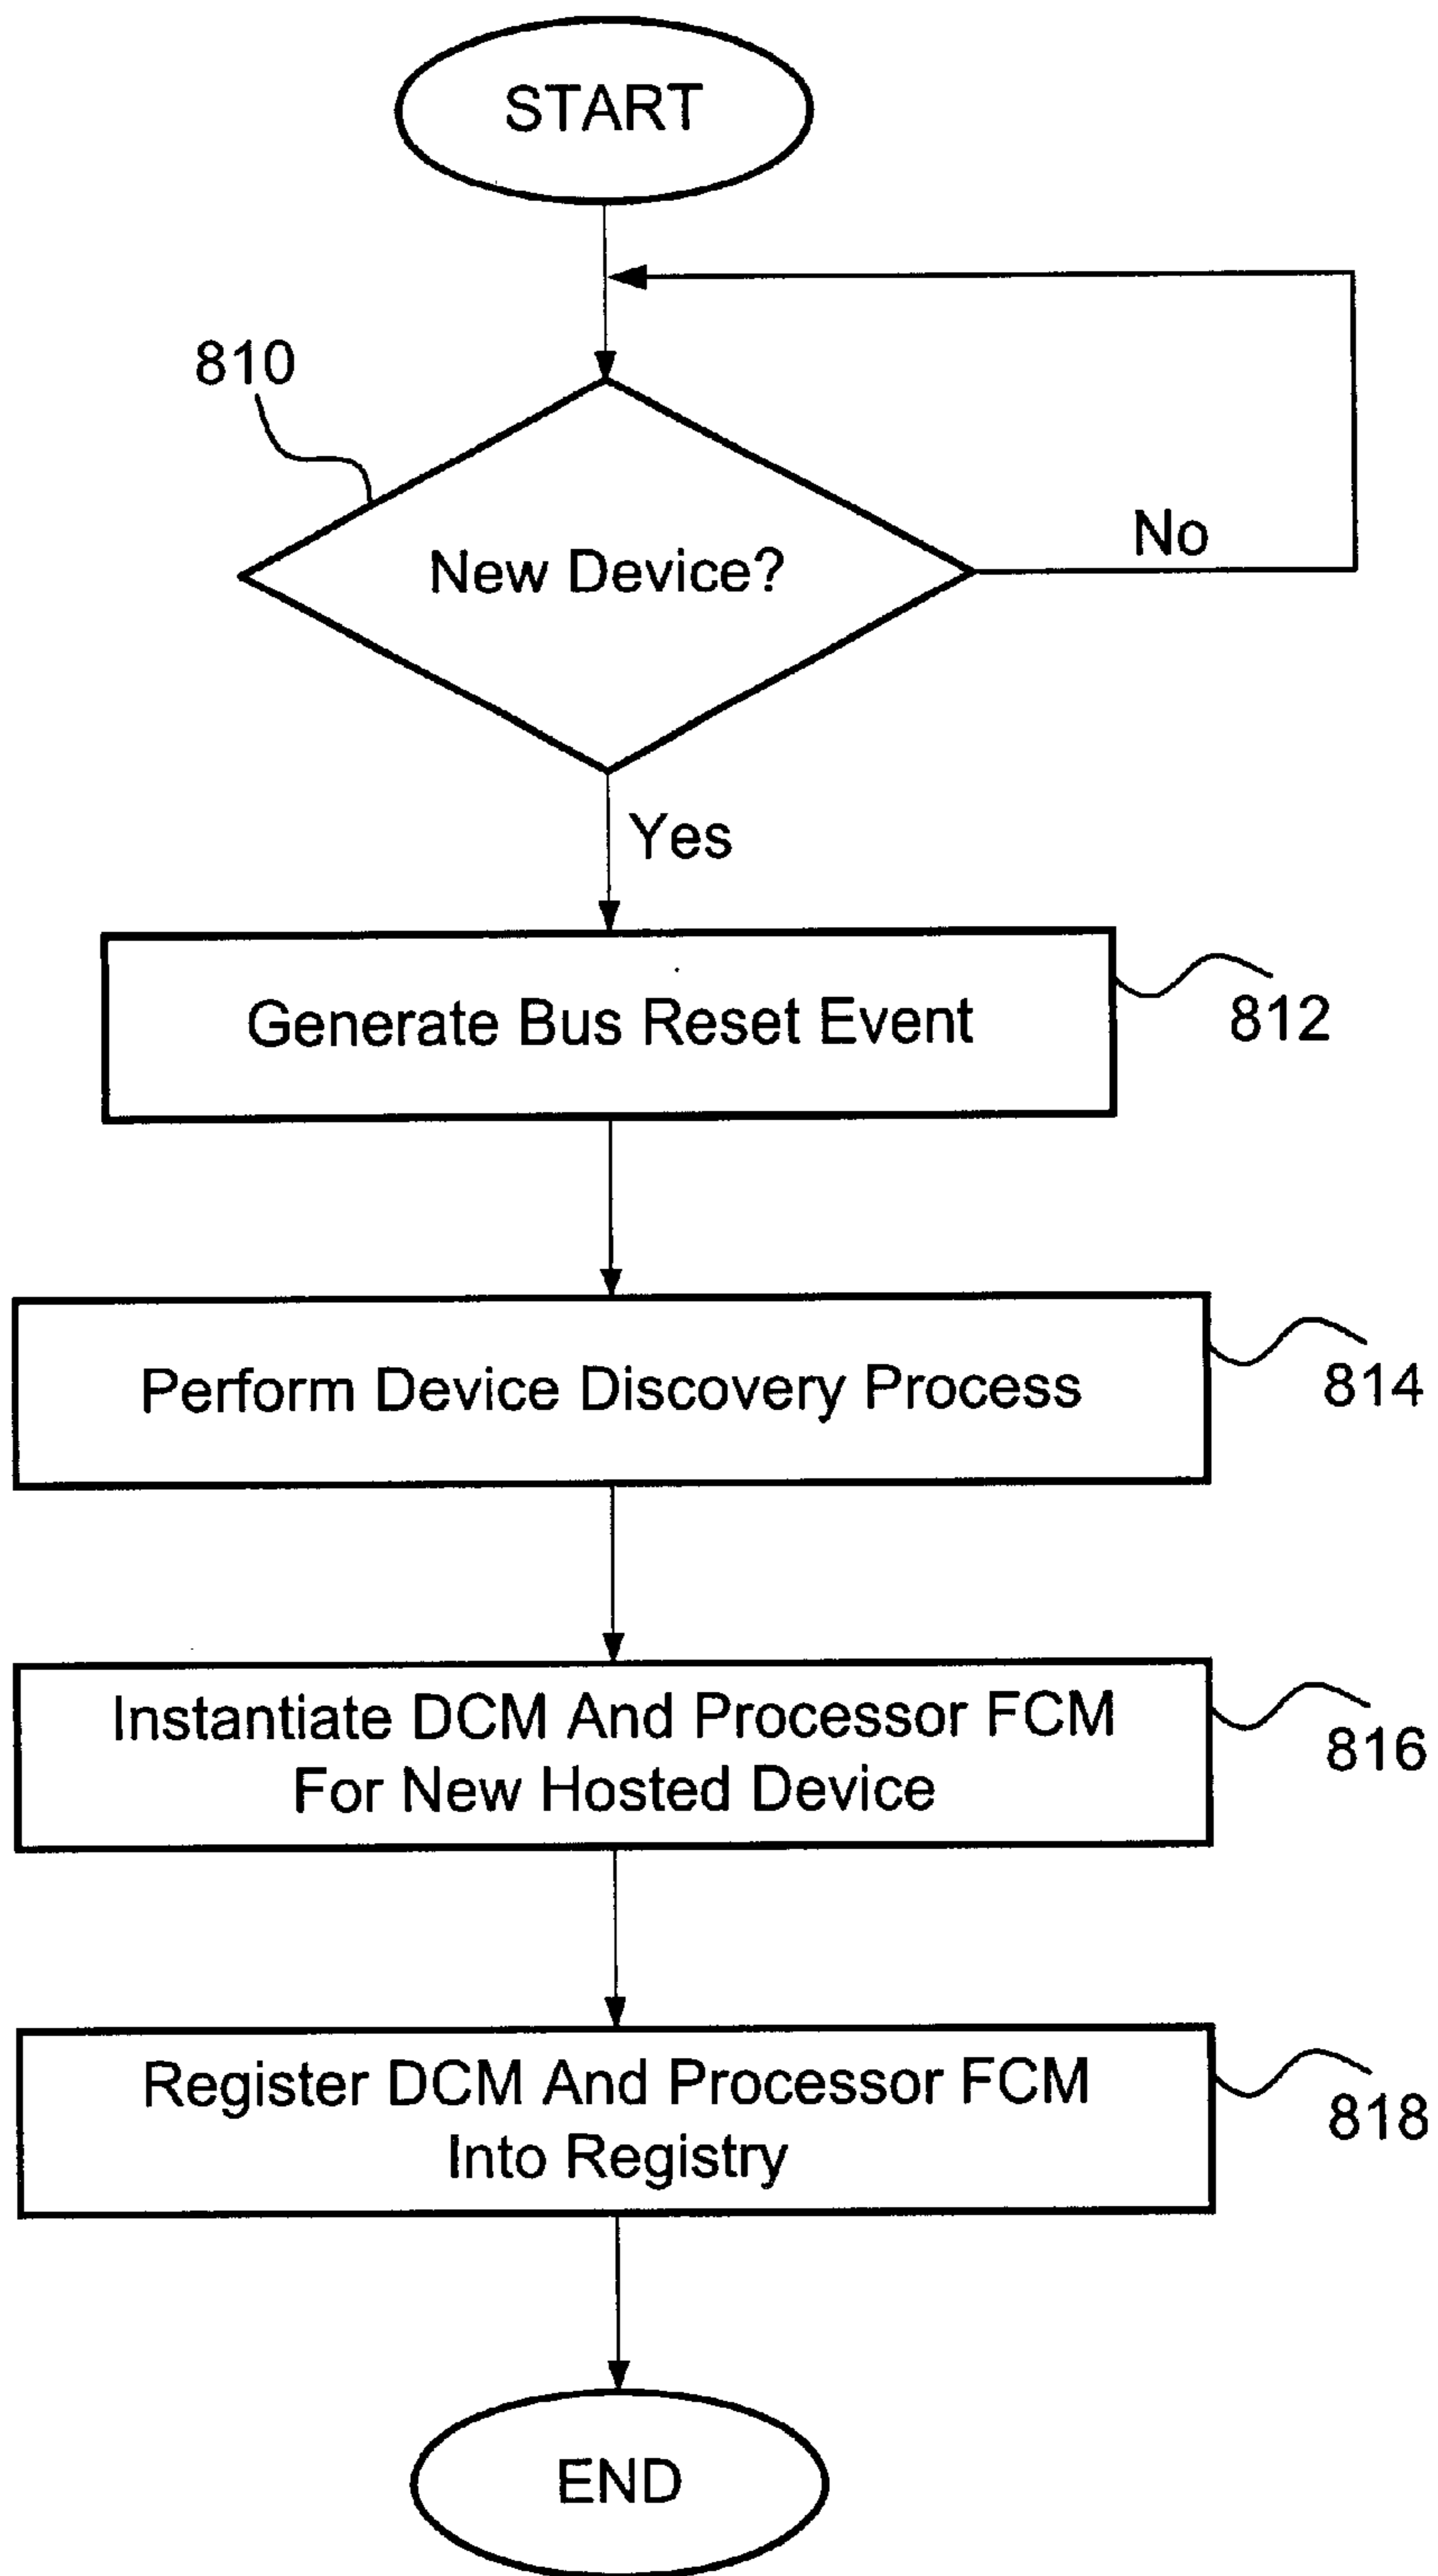 START
810
New Device?
No
Yes
Generate Bus Reset Event
812
Perform Device Discovery Process
814
Instantiate DCM And Processor FCM
For New Hosted Device
816
Register DCM And Processor FCM
Into Registry
818
END